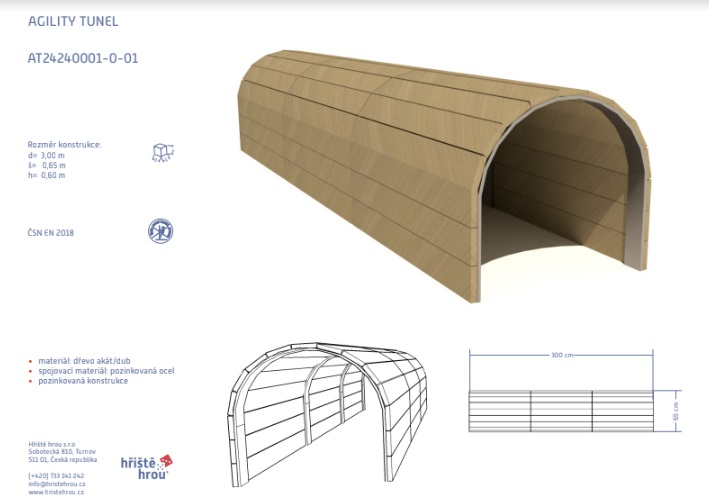 AGILITY TUNEL
AT24240001-0-01
Rozměr konstrukce:
d= 3,00 m
š= 0,65 m
h= 0,60 m
ČSN EN 2018
• materiál: dřevo akát/dub
• spojovací materiál: pozinkovaná ocel
• pozinkovaná konstrukce
300 cm
65 cm
Hřiště hrou s.r.o
Sobotecká 810, Turnov
511 01, Česká republika
[+420] 733 141 242
info@hristehrou.cz
www.hristehrou.cz
hřiště
hrou